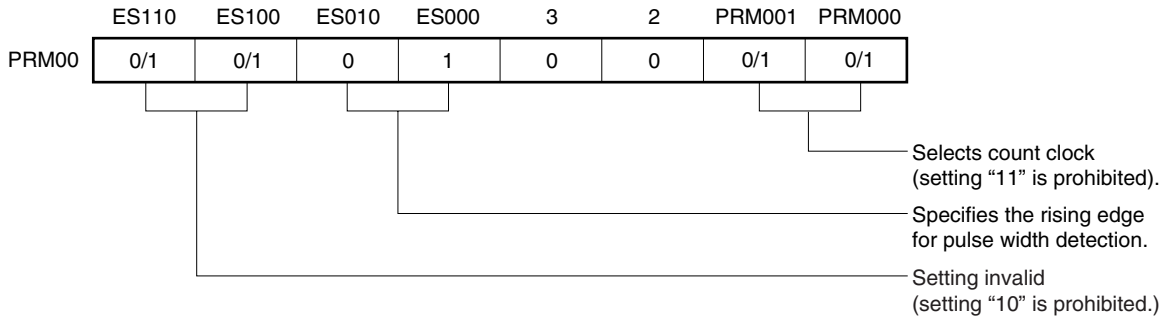 ES110 ES100 ES010 ES000 3 2 PRM001 PRM000
PRM00 0/1 0/1 0 1 0 0 0/1 0/1
Selects count clock
(setting “11” is prohibited).
Specifies the rising edge
for pulse width detection.
Setting invalid
(setting “10” is prohibited.)